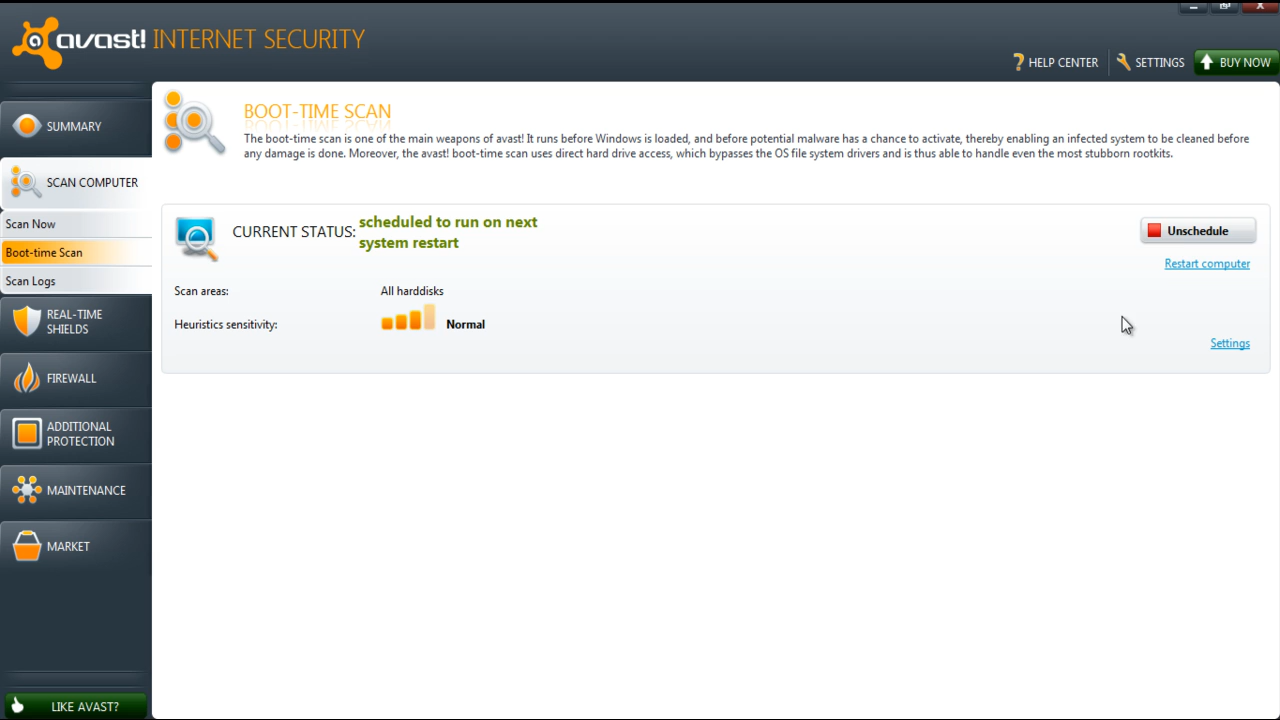 avast! INTERNET SECURITY
HELP CENTER
SETTINGS
BUY NOW
SUMMARY
SCAN COMPUTER
Scan Now
Boot-time Scan
Scan Logs
REAL-TIME
SHIELDS
FIREWALL
ADDITIONAL
PROTECTION
MAINTENANCE
MARKET
LIKE AVAST?
BOOT-TIME SCAN
The boot-time scan is one of the main weapons of avast! It runs before Windows is loaded, and before potential malware has a chance to activate, thereby enabling an infected system to be cleaned before
any damage is done. Moreover, the avast! boot-time scan uses direct hard drive access, which bypasses the OS file system drivers and is thus able to handle even the most stubborn rootkits.
CURRENT STATUS: scheduled to run on next
system restart
Unschedule
Restart computer
Scan areas: All harddisks
Heuristics sensitivity: Normal
Settings